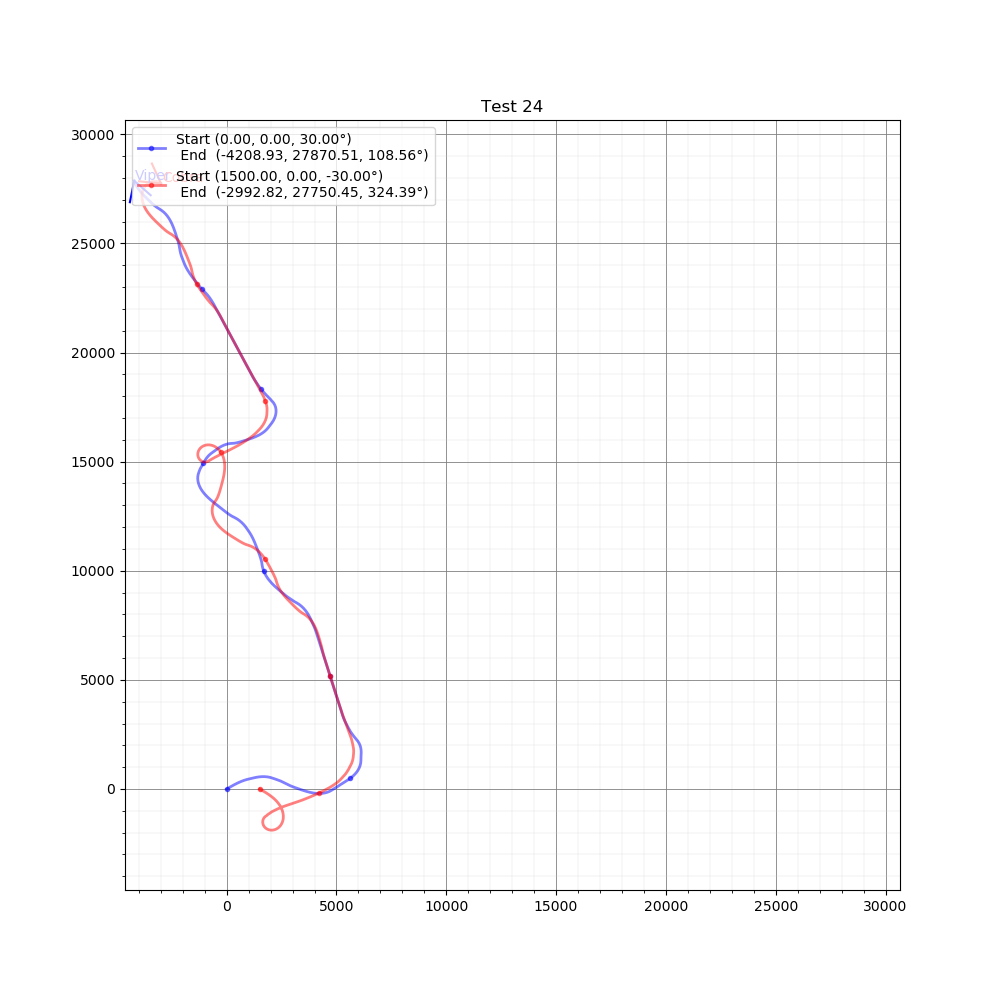 Test 24
Start (0.00, 0.00, 30.00°)
End (-4208.93, 27870.51, 108.56°)
Start (1500.00, 0.00, -30.00°)
End (-2992.82, 27750.45, 324.39°)
Viper
30000
25000
20000
15000
10000
5000
0
0 5000 10000 15000 20000 25000 30000